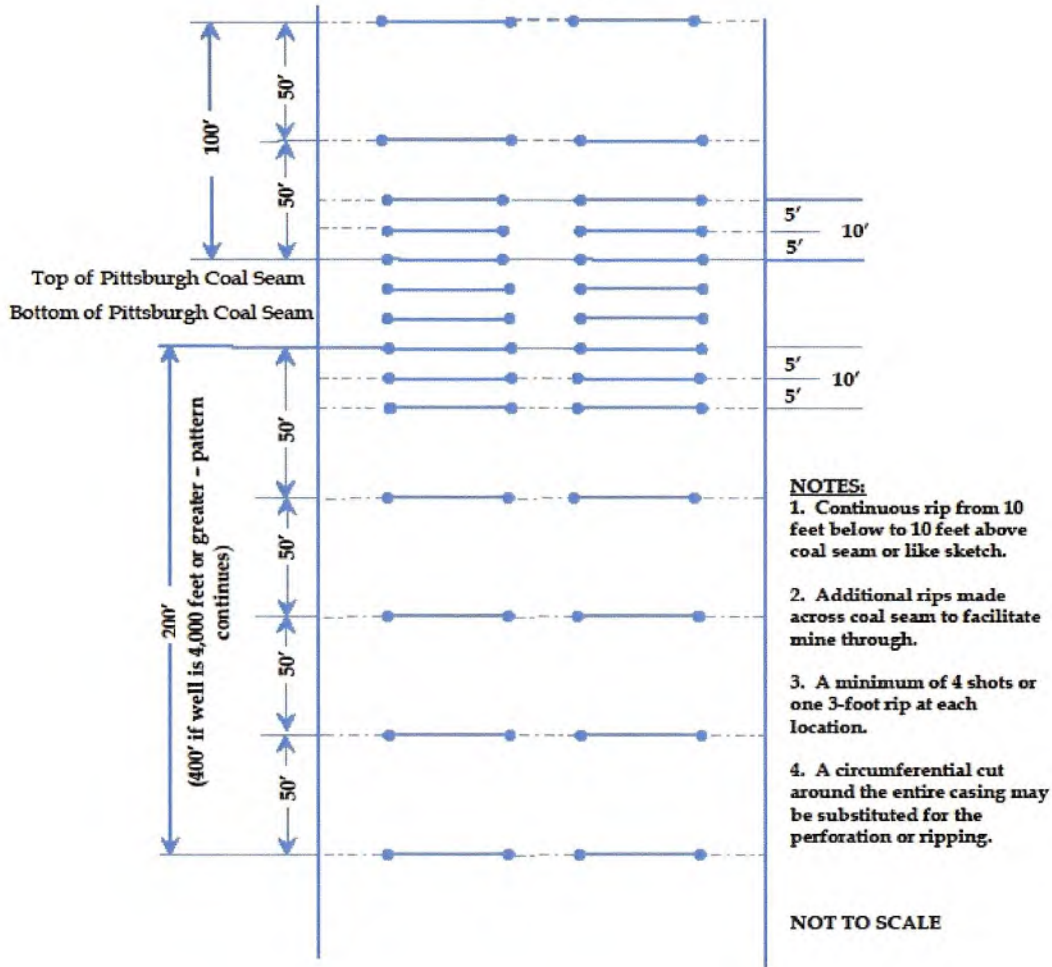 100'
50'
50'
5'
10'
5'
Top of Pittsburgh Coal Seam
Bottom of Pittsburgh Coal Seam
5'
10'
5'
200'
(400' if well is 4,000 feet or greater – pattern
continues)
50'
50'
50'
50'
NOTES:
1. Continuous rip from 10
feet below to 10 feet above
coal seam or like sketch.
2. Additional rips made
across coal seam to facilitate
mine through.
3. A minimum of 4 shots or
one 3-foot rip at each
location.
4. A circumferential cut
around the entire casing may
be substituted for the
perforation or ripping.
NOT TO SCALE